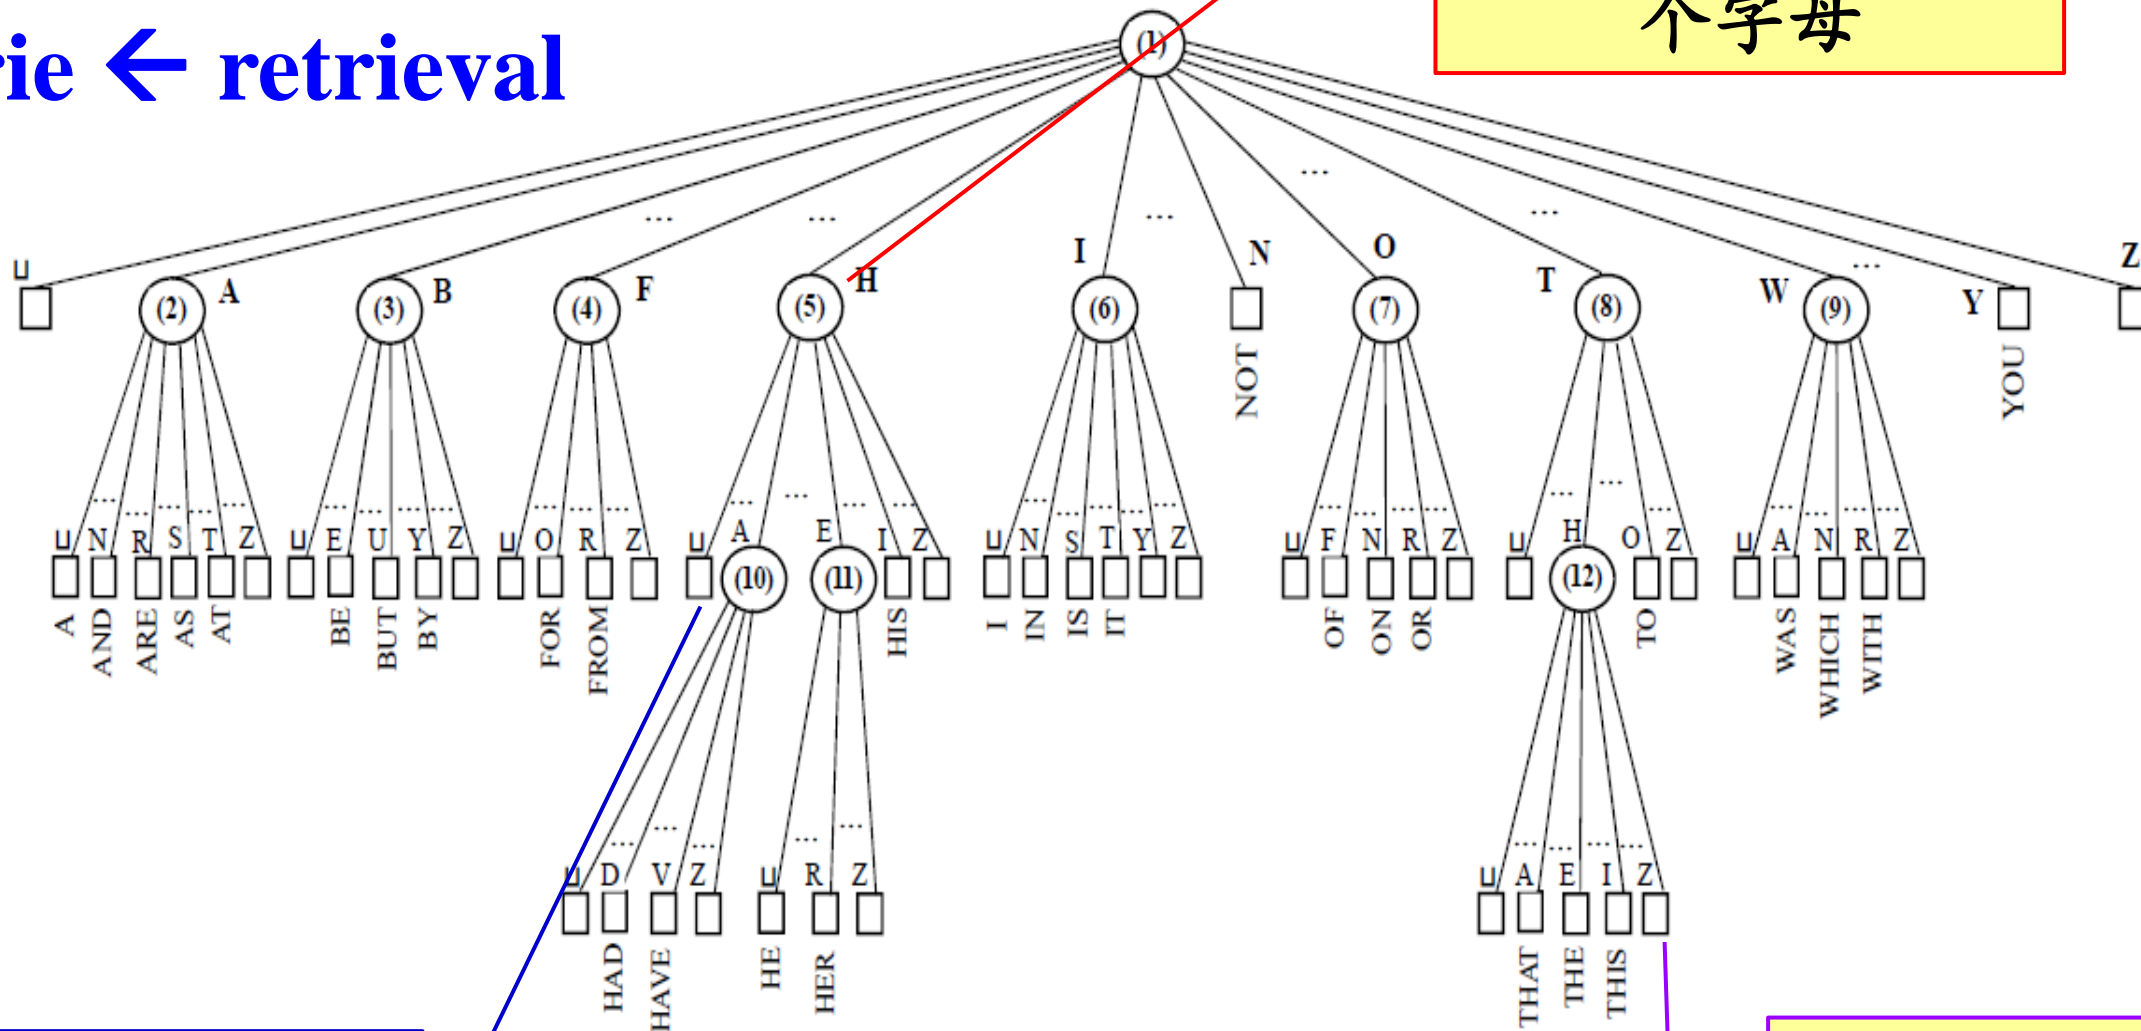 rie ← retrieval
个字母
(1)
... ... ... ... ... ...
⊔ A B F H I N O T W Y Z
(2) (3) (4) (5) (6) (7) (8) (9)
NOT YOU
⊔ N R S T Z
⊔ E U Y Z
⊔ O R Z
⊔ A E I Z
⊔ N S T Y Z
⊔ F N R Z
⊔ H O Z
⊔ A N R Z
(10) (11) (12)
A AND ARE AS AT
BE BUT BY
FOR FROM
HIS
I IN IS IT
OF ON OR
TO
WAS WHICH WITH
⊔ D V Z
⊔ R Z
⊔ A E I Z
HAD HAVE
HE HER
THAT THE THIS